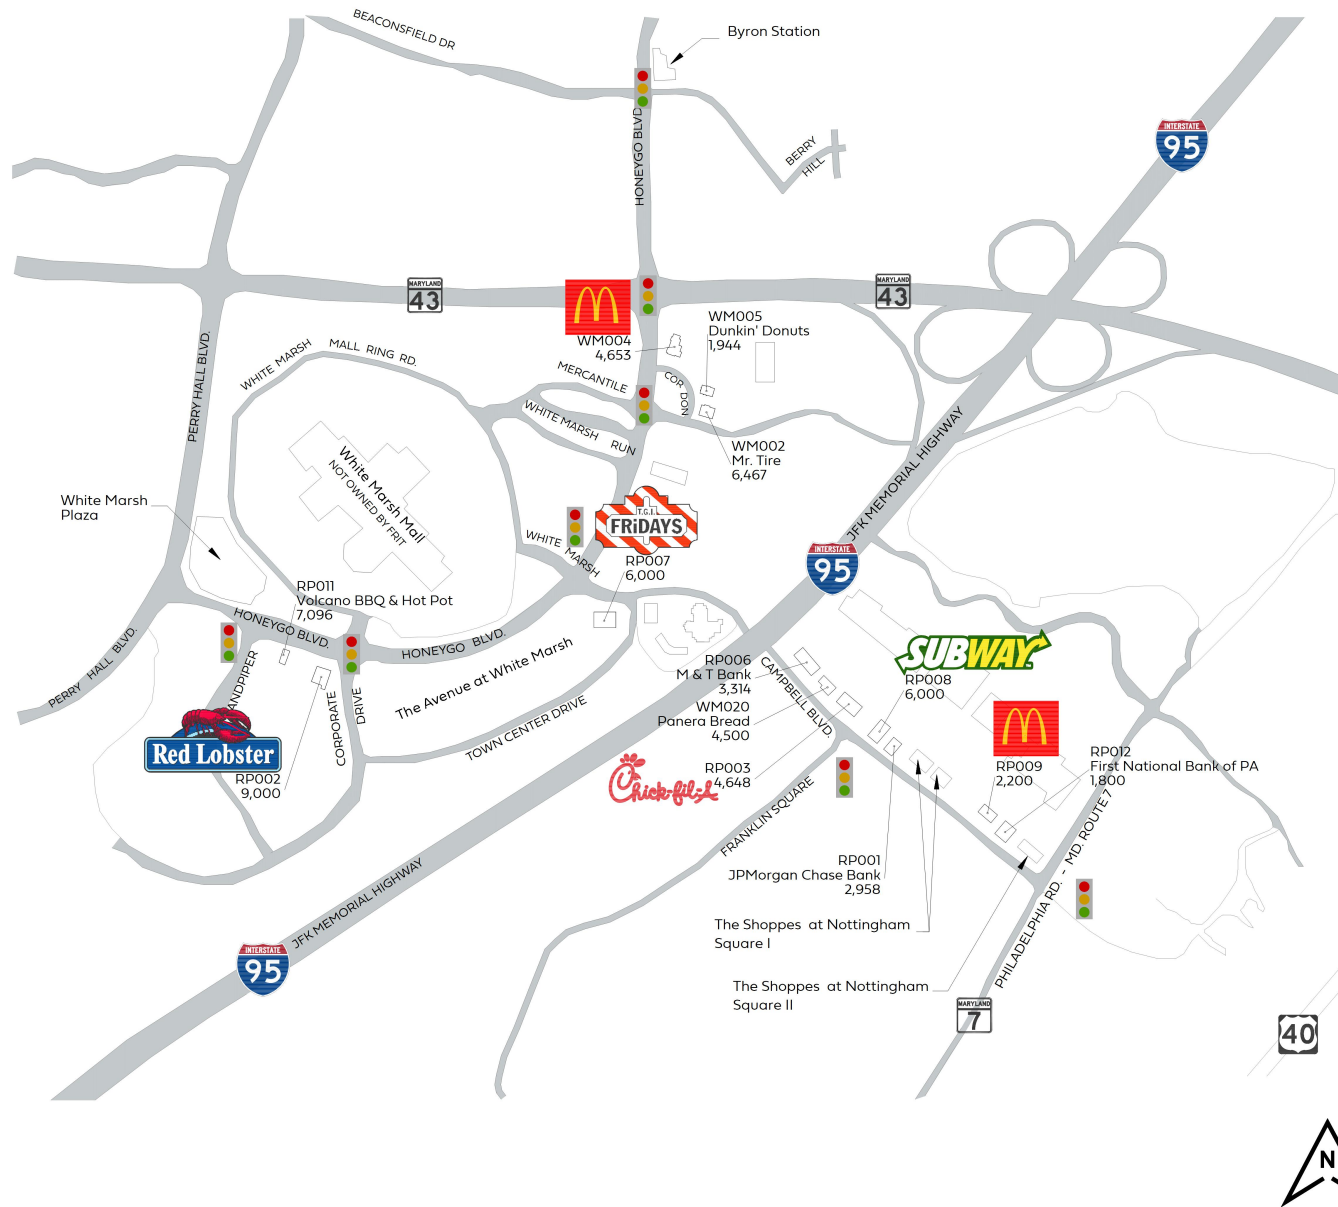 BEACONSFIELD DR
Byron Station
HONEYGO BLVD
BERRY
HILL
INTERSTATE
95
MARYLAND
43
MARYLAND
43
PERRY HALL BLVD.
WHITE MARSH
MALL RING RD.
WM004
4,653
WM005
Dunkin' Donuts
1,944
MERCANTILE
COR
DON
WHITE MARSH RUN
WM002
Mr. Tire
6,467
JFK MEMORIAL HIGHWAY
White Marsh Mall
NOT OWNED BY FRIT
White Marsh
Plaza
T.G.I.
FRiDAYS
WHITE MARSH
RP007
6,000
INTERSTATE
95
RP011
Volcano BBQ & Hot Pot
7,096
HONEYGO BLVD.
HONEYGO BLVD.
PERRY HALL BLVD.
The Avenue at White Marsh
TOWN CENTER DRIVE
ANDPIPER
CORPORATE
DRIVE
Red Lobster
RP002
9,000
RP006
M & T Bank
3,314
WM020
Panera Bread
4,500
RP003
4,648
CAMPBELL BLVD.
SUBWAY
RP008
6,000
Chick-fil-A
RP009
2,200
RP012
First National Bank of PA
1,800
FRANKLIN SQUARE
RP001
JPMorgan Chase Bank
2,958
The Shoppes at Nottingham
Square I
The Shoppes at Nottingham
Square II
PHILADELPHIA RD. - MD. ROUTE 7
JFK MEMORIAL HIGHWAY
INTERSTATE
95
MARYLAND
7
40
N